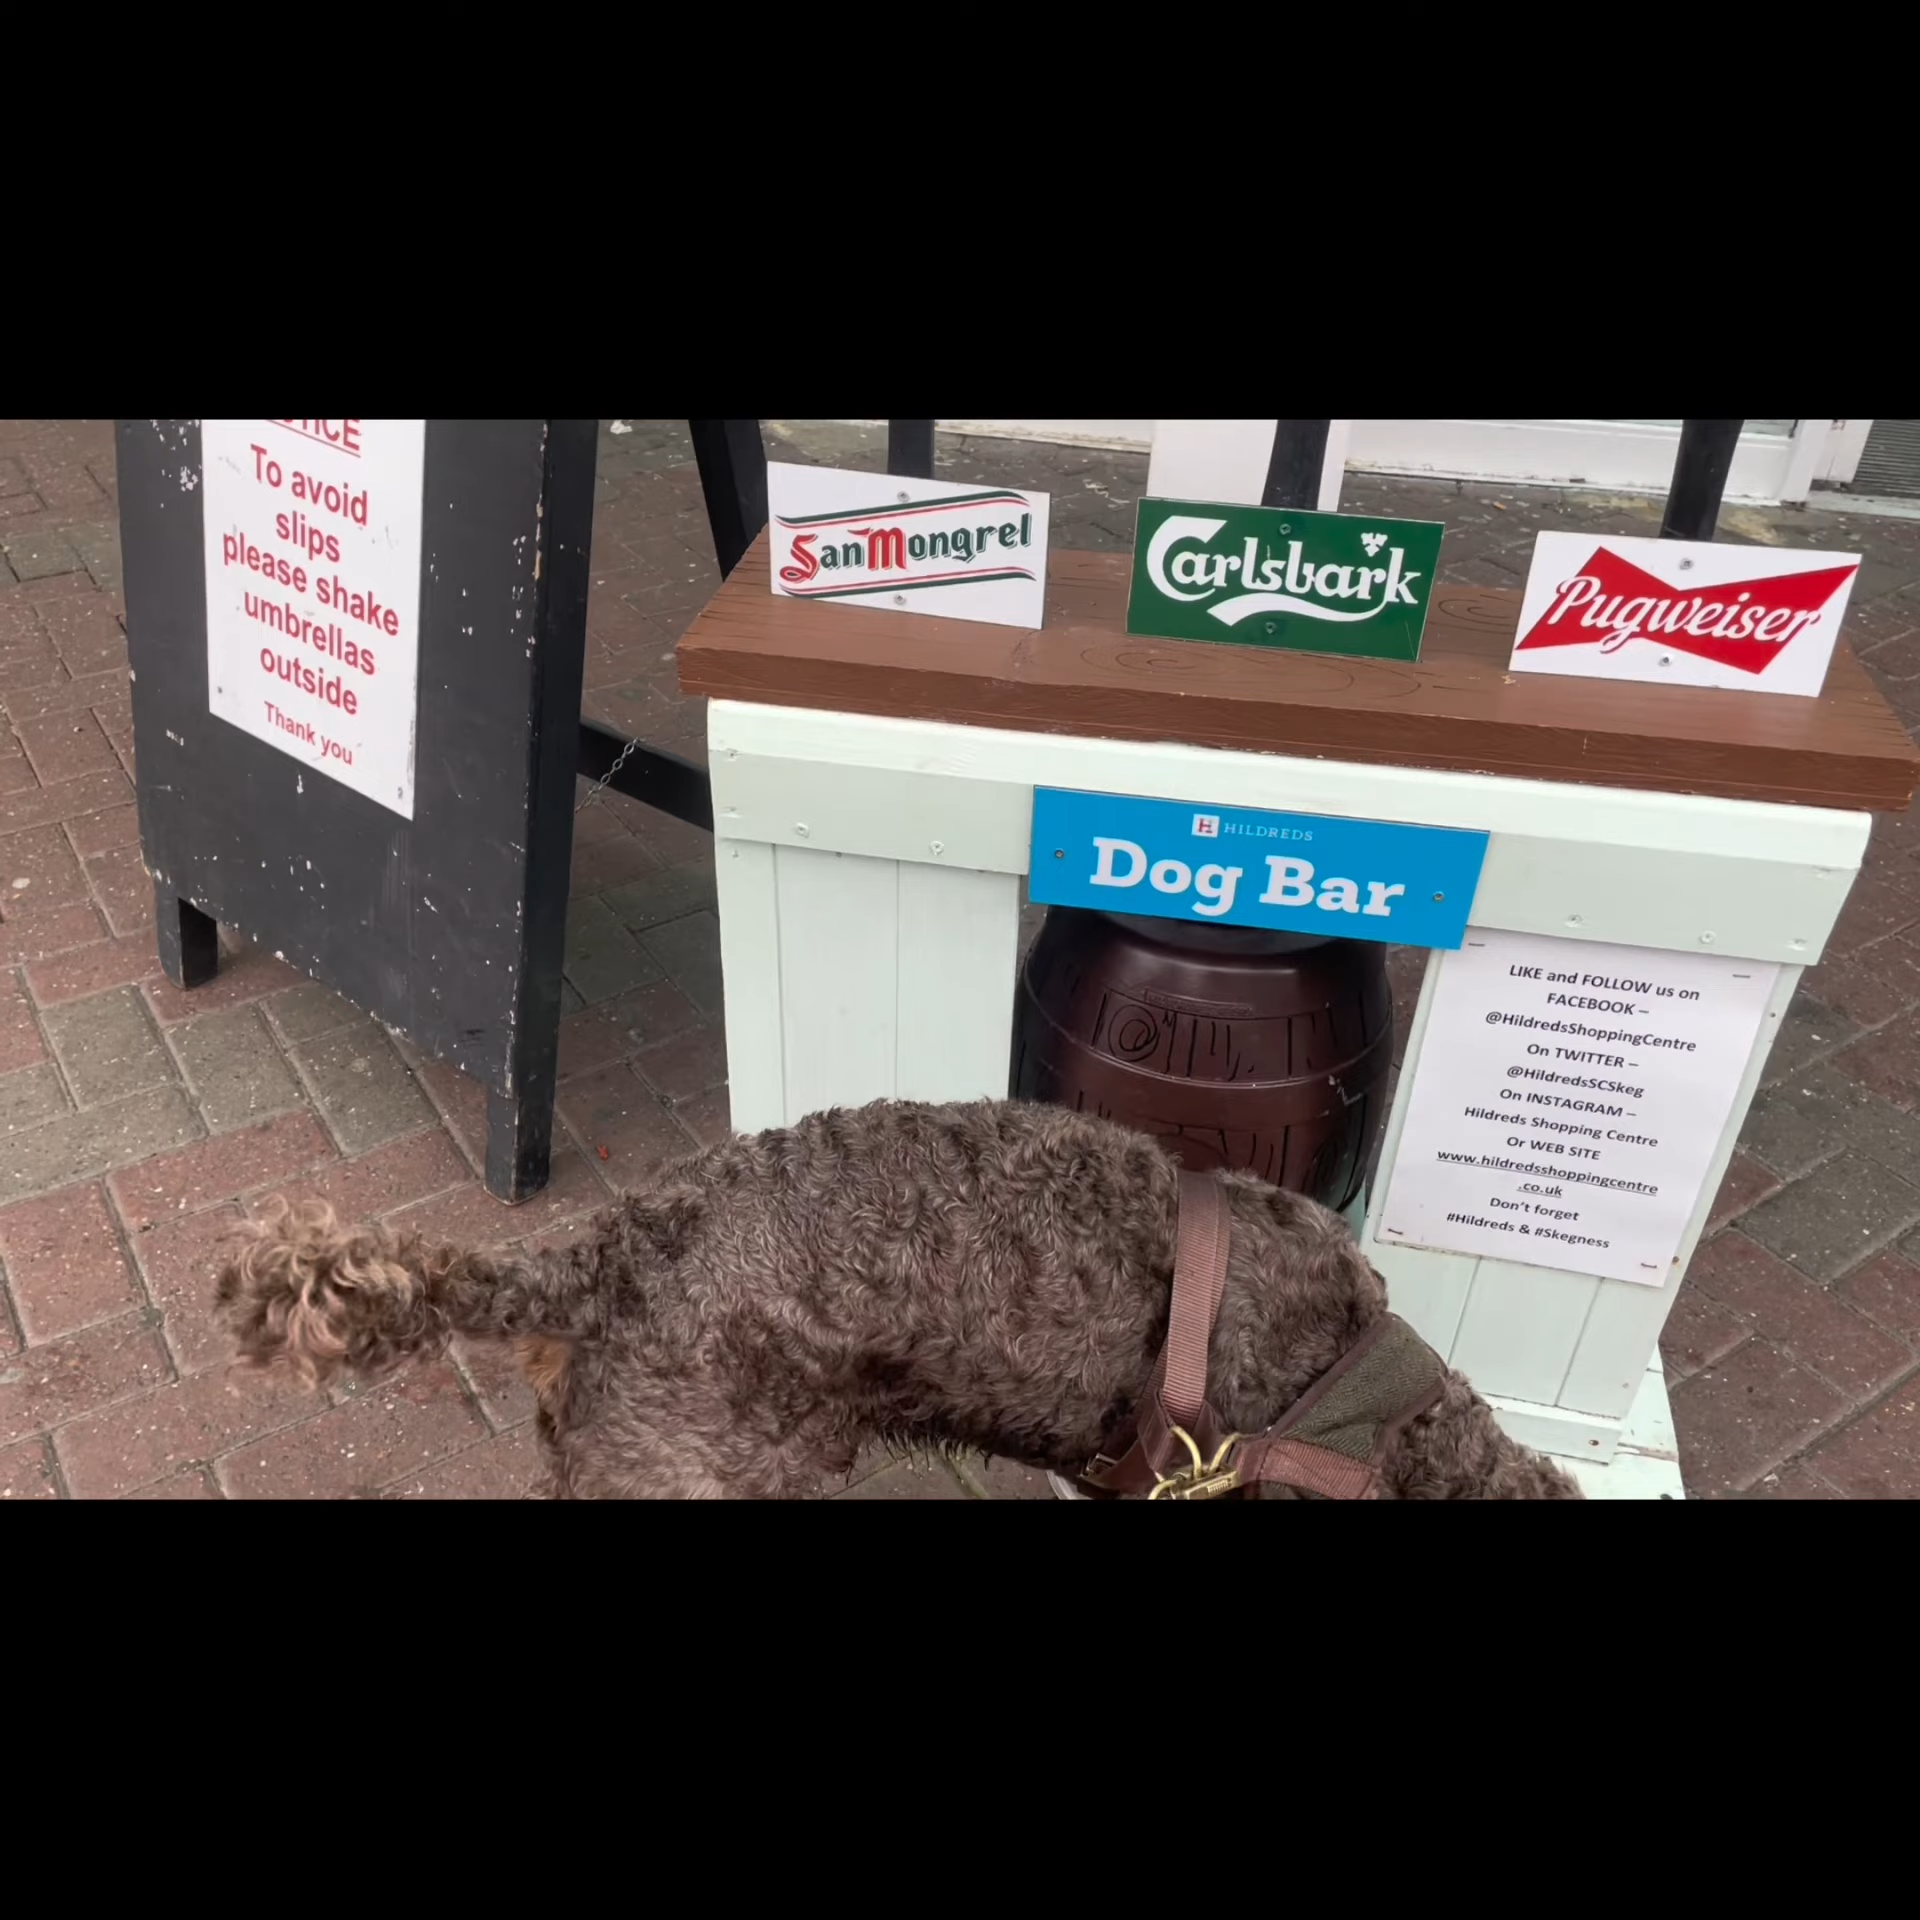 To avoid
slips
please shake
umbrellas
outside
Thank you
San Mongrel
Carlsbark
Pugweiser
H HILDREDS
Dog Bar
LIKE and FOLLOW us on
FACEBOOK –
@HildredsShoppingCentre
On TWITTER –
@HildredsSCSkeg
On INSTAGRAM –
Hildreds Shopping Centre
Or WEB SITE
www.hildredsshoppingcentre
.co.uk
Don't forget
#Hildreds & #Skegness